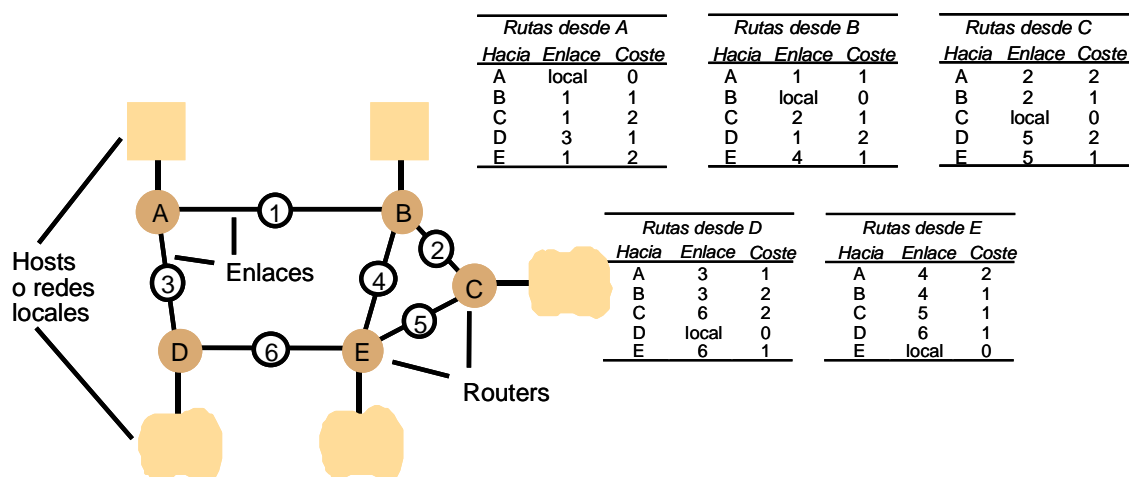 Rutas desde A
Hacia Enlace Coste
A local 0
B 1 1
C 1 2
D 3 1
E 1 2
Rutas desde B
Hacia Enlace Coste
A 1 1
B local 0
C 2 1
D 1 2
E 4 1
Rutas desde C
Hacia Enlace Coste
A 2 2
B 2 1
C local 0
D 5 2
E 5 1
A
1
B
2
Hosts
o redes
locales
Enlaces
3
4
C
5
D
6
E
Routers
Rutas desde D
Hacia Enlace Coste
A 3 1
B 3 2
C 6 2
D local 0
E 6 1
Rutas desde E
Hacia Enlace Coste
A 4 2
B 4 1
C 5 1
D 6 1
E local 0